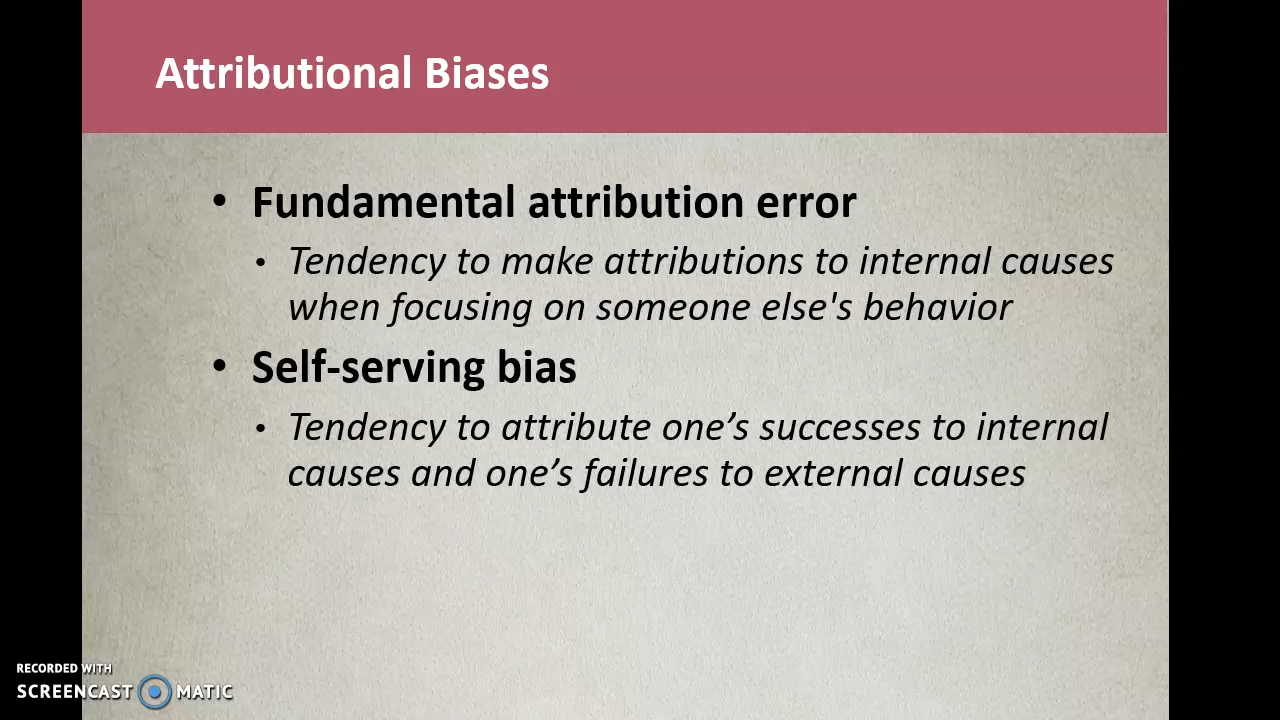 Attributional Biases
• Fundamental attribution error
• Tendency to make attributions to internal causes
when focusing on someone else's behavior
• Self-serving bias
• Tendency to attribute one’s successes to internal
causes and one’s failures to external causes
RECORDED WITH
SCREENCAST MATIC